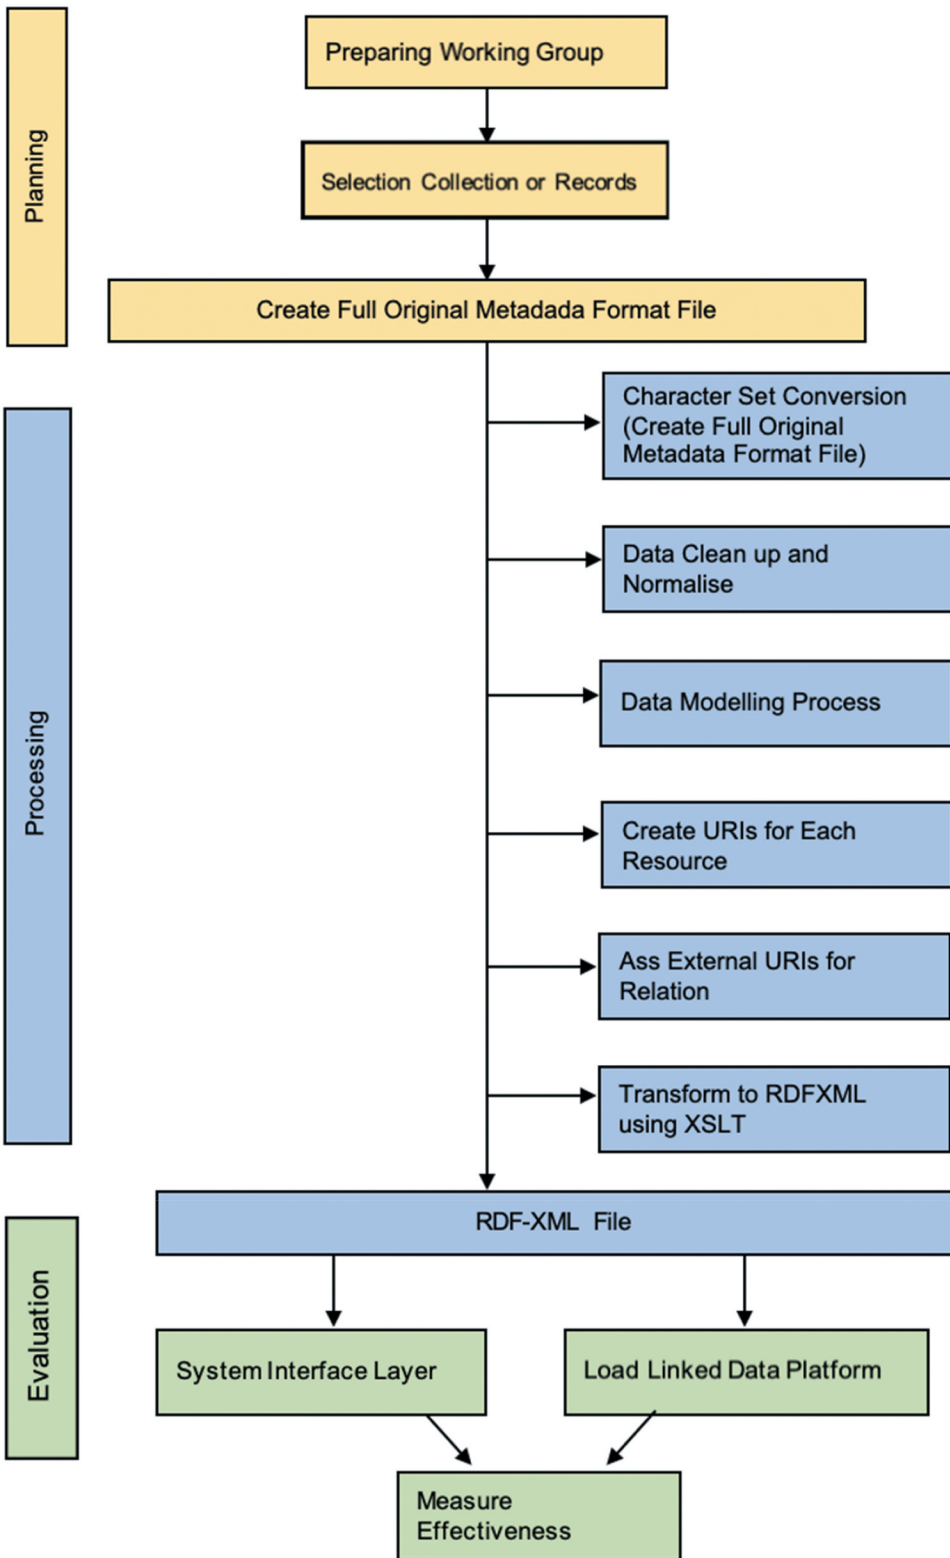 Planning
Preparing Working Group
Selection Collection or Records
Create Full Original Metadada Format File
Processing
Character Set Conversion
(Create Full Original
Metadata Format File)
Data Clean up and
Normalise
Data Modelling Process
Create URIs for Each
Resource
Ass External URIs for
Relation
Transform to RDFXML
using XSLT
RDF-XML File
Evaluation
System Interface Layer
Load Linked Data Platform
Measure
Effectiveness